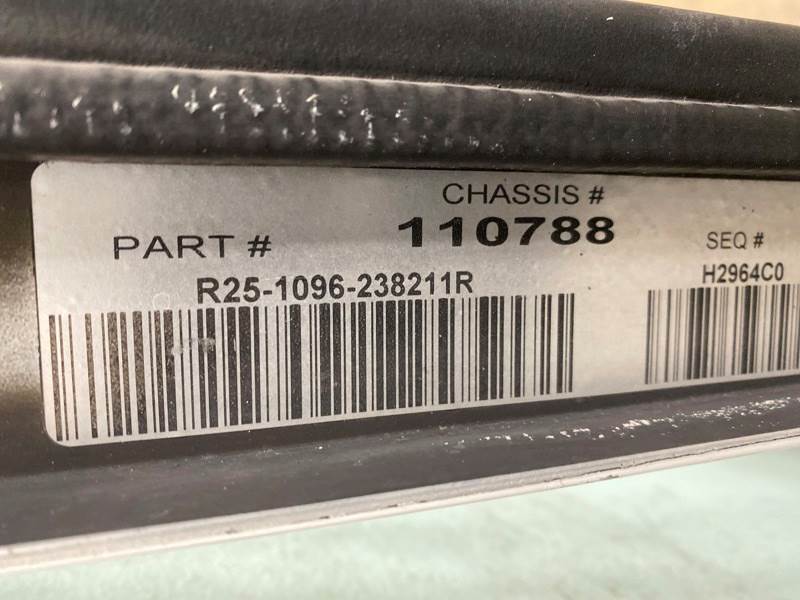 CHASSIS #
110788
PART #
R25-1096-238211R
SEQ #
H2964C0